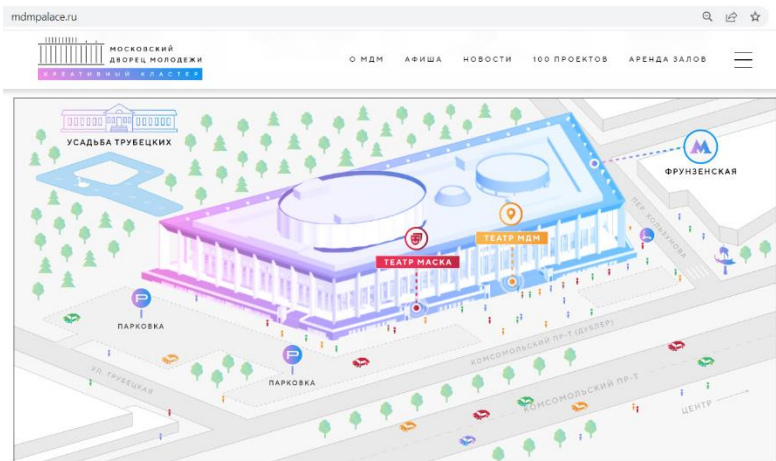 mdmpalace.ru
МОСКОВСКИЙ
ДВОРЕЦ МОЛОДЕЖИ
КРЕАТИВНЫЙ КЛАСТЕР
О МДМ АФИША НОВОСТИ 100 ПРОЕКТОВ АРЕНДА ЗАЛОВ
УСАДЬБА ТРУБЕЦКИХ
М
ФРУНЗЕНСКАЯ
ПЕР. ХОЛЬЗУНОВА
ТЕАТР МДМ
ТЕАТР МАСКА
P
ПАРКОВКА
P
ПАРКОВКА
УЛ. ТРУБЕЦКАЯ
КОМСОМОЛЬСКИЙ ПР-Т (ДУБЛЕР)
КОМСОМОЛЬСКИЙ ПР-Т
ЦЕНТР